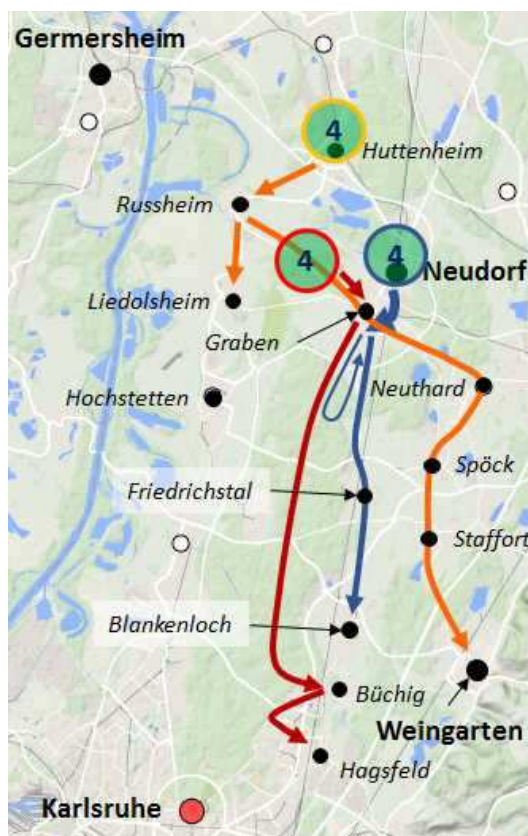 Germersheim
4
Huttenheim
Russheim
4
4
Neudorf
Liedolsheim
Graben
Hochstetten
Neuthard
Spöck
Friedrichstal
Staffort
Blankenloch
Büchig
Weingarten
Hagsfeld
Karlsruhe